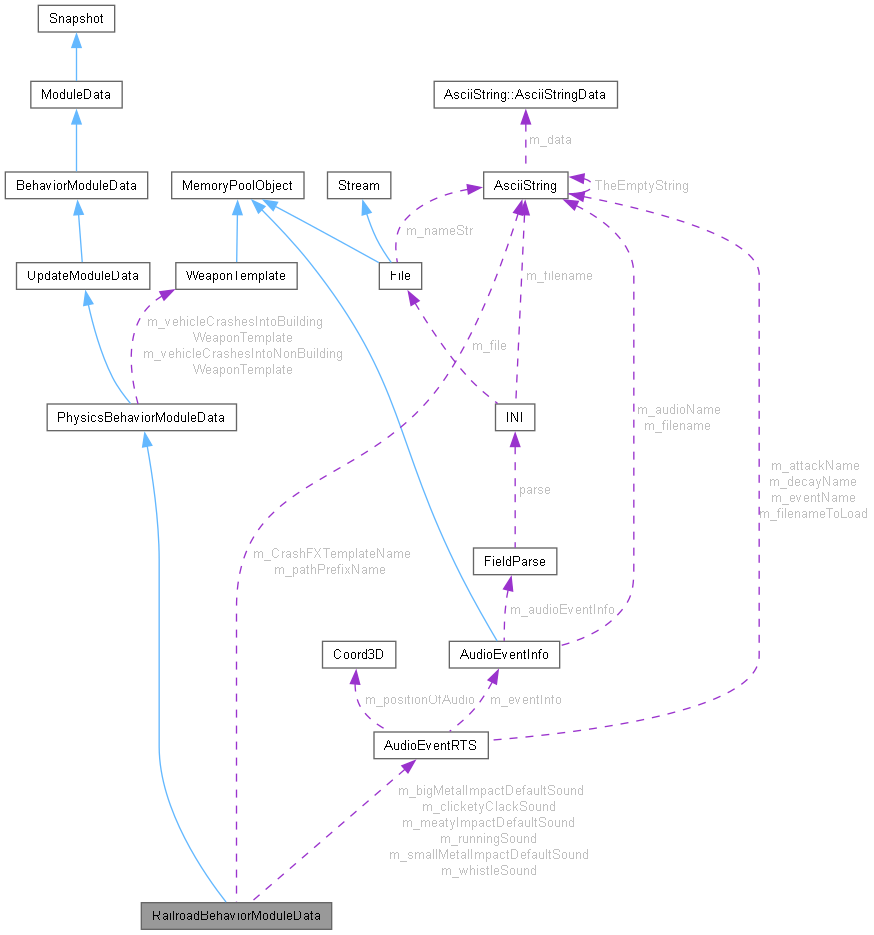 Snapshot
ModuleData
AsciiString::AsciiStringData
m_data
BehaviorModuleData
MemoryPoolObject
Stream
AsciiString
TheEmptyString
m_nameStr
UpdateModuleData
WeaponTemplate
File
m_filename
m_vehicleCrashesIntoBuilding
WeaponTemplate
m_vehicleCrashesIntoNonBuilding
WeaponTemplate
m_file
PhysicsBehaviorModuleData
INI
m_audioName
m_filename
m_attackName
m_decayName
m_eventName
m_filenameToLoad
parse
m_CrashFXTemplateName
m_pathPrefixName
FieldParse
m_audioEventInfo
Coord3D
AudioEventInfo
m_positionOfAudio
m_eventInfo
AudioEventRTS
m_bigMetalImpactDefaultSound
m_clicketyClackSound
m_meatyImpactDefaultSound
m_runningSound
m_smallMetalImpactDefaultSound
m_whistleSound
RailroadBehaviorModuleData